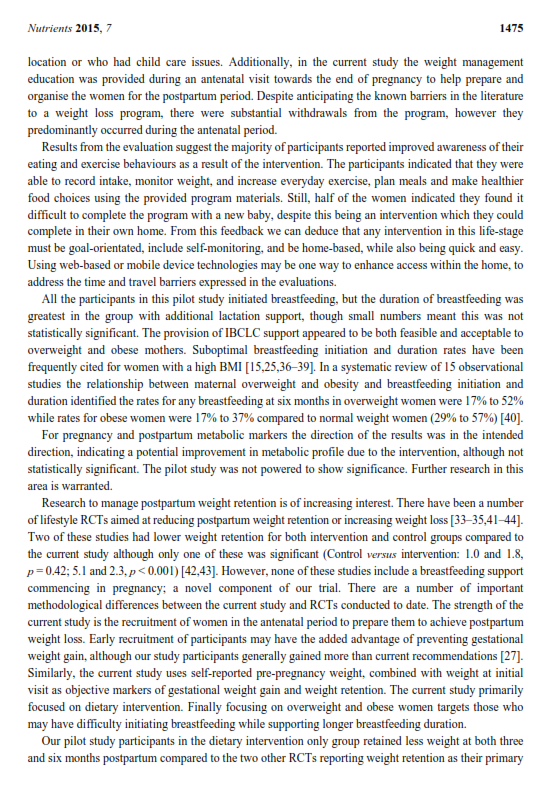 Nutrients 2015, 7 1475
location or who had child care issues. Additionally, in the current study the weight management
education was provided during an antenatal visit towards the end of pregnancy to help prepare and
organise the women for the postpartum period. Despite anticipating the known barriers in the literature
to a weight loss program, there were substantial withdrawals from the program, however they
predominantly occurred during the antenatal period.
Results from the evaluation suggest the majority of participants reported improved awareness of their
eating and exercise behaviours as a result of the intervention. The participants indicated that they were
able to record intake, monitor weight, and increase everyday exercise, plan meals and make healthier
food choices using the provided program materials. Still, half of the women indicated they found it
difficult to complete the program with a new baby, despite this being an intervention which they could
complete in their own home. From this feedback we can deduce that any intervention in this life-stage
must be goal-orientated, include self-monitoring, and be home-based, while also being quick and easy.
Using web-based or mobile device technologies may be one way to enhance access within the home, to
address the time and travel barriers expressed in the evaluations.
All the participants in this pilot study initiated breastfeeding, but the duration of breastfeeding was
greatest in the group with additional lactation support, though small numbers meant this was not
statistically significant. The provision of IBCLC support appeared to be both feasible and acceptable to
overweight and obese mothers. Suboptimal breastfeeding initiation and duration rates have been
frequently cited for women with a high BMI [15,25,36–39]. In a systematic review of 15 observational
studies the relationship between maternal overweight and obesity and breastfeeding initiation and
duration identified the rates for any breastfeeding at six months in overweight women were 17% to 52%
while rates for obese women were 17% to 37% compared to normal weight women (29% to 57%) [40].
For pregnancy and postpartum metabolic markers the direction of the results was in the intended
direction, indicating a potential improvement in metabolic profile due to the intervention, although not
statistically significant. The pilot study was not powered to show significance. Further research in this
area is warranted.
Research to manage postpartum weight retention is of increasing interest. There have been a number
of lifestyle RCTs aimed at reducing postpartum weight retention or increasing weight loss [33–35,41–44].
Two of these studies had lower weight retention for both intervention and control groups compared to
the current study although only one of these was significant (Control versus intervention: 1.0 and 1.8,
p = 0.42; 5.1 and 2.3, p < 0.001) [42,43]. However, none of these studies include a breastfeeding support
commencing in pregnancy; a novel component of our trial. There are a number of important
methodological differences between the current study and RCTs conducted to date. The strength of the
current study is the recruitment of women in the antenatal period to prepare them to achieve postpartum
weight loss. Early recruitment of participants may have the added advantage of preventing gestational
weight gain, although our study participants generally gained more than current recommendations [27].
Similarly, the current study uses self-reported pre-pregnancy weight, combined with weight at initial
visit as objective markers of gestational weight gain and weight retention. The current study primarily
focused on dietary intervention. Finally focusing on overweight and obese women targets those who
may have difficulty initiating breastfeeding while supporting longer breastfeeding duration.
Our pilot study participants in the dietary intervention only group retained less weight at both three
and six months postpartum compared to the two other RCTs reporting weight retention as their primary